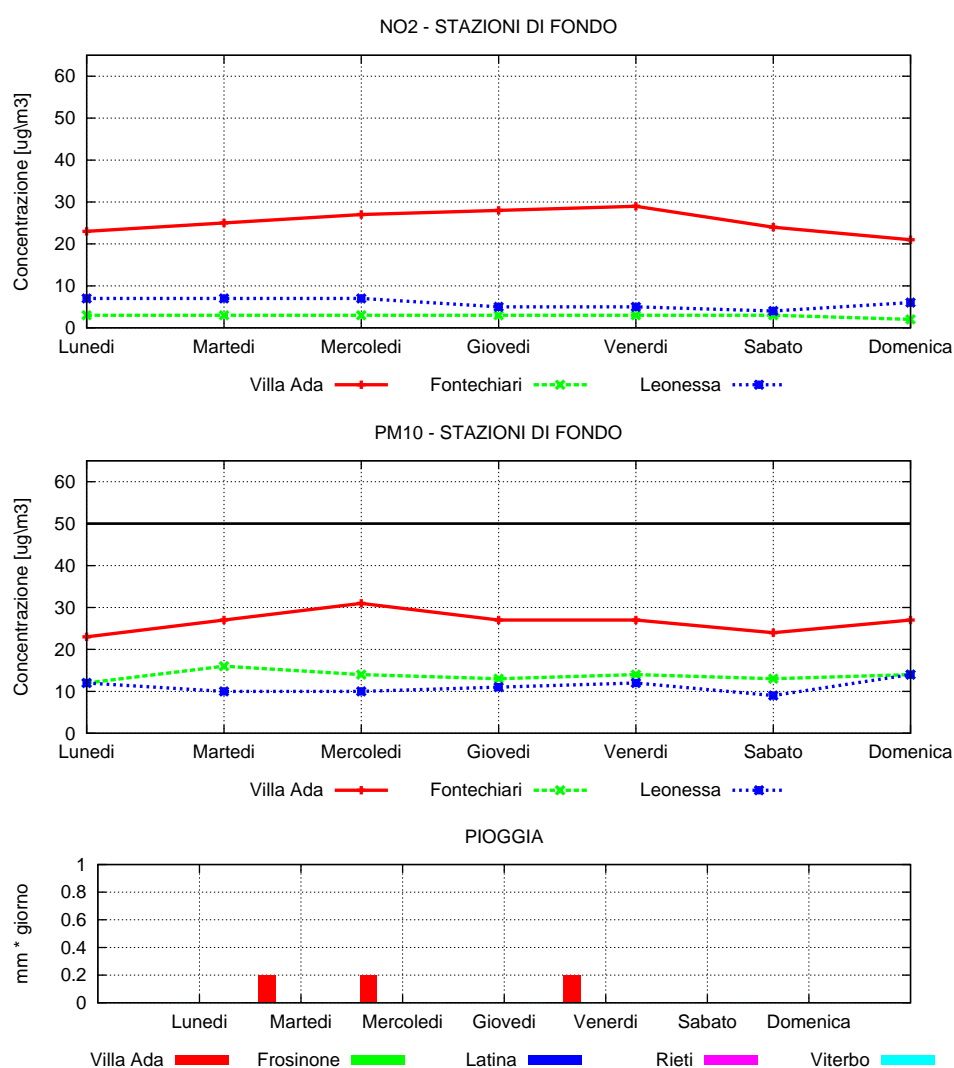 NO2 - STAZIONI DI FONDO
Concentrazione [ug\m3]
60
50
40
30
20
10
0
Lunedi Martedi Mercoledi Giovedi Venerdi Sabato Domenica
Villa Ada Fontechiari Leonessa
PM10 - STAZIONI DI FONDO
Concentrazione [ug\m3]
60
50
40
30
20
10
0
Lunedi Martedi Mercoledi Giovedi Venerdi Sabato Domenica
Villa Ada Fontechiari Leonessa
PIOGGIA
mm * giorno
1
0.8
0.6
0.4
0.2
0
Lunedi Martedi Mercoledi Giovedi Venerdi Sabato Domenica
Villa Ada Frosinone Latina Rieti Viterbo